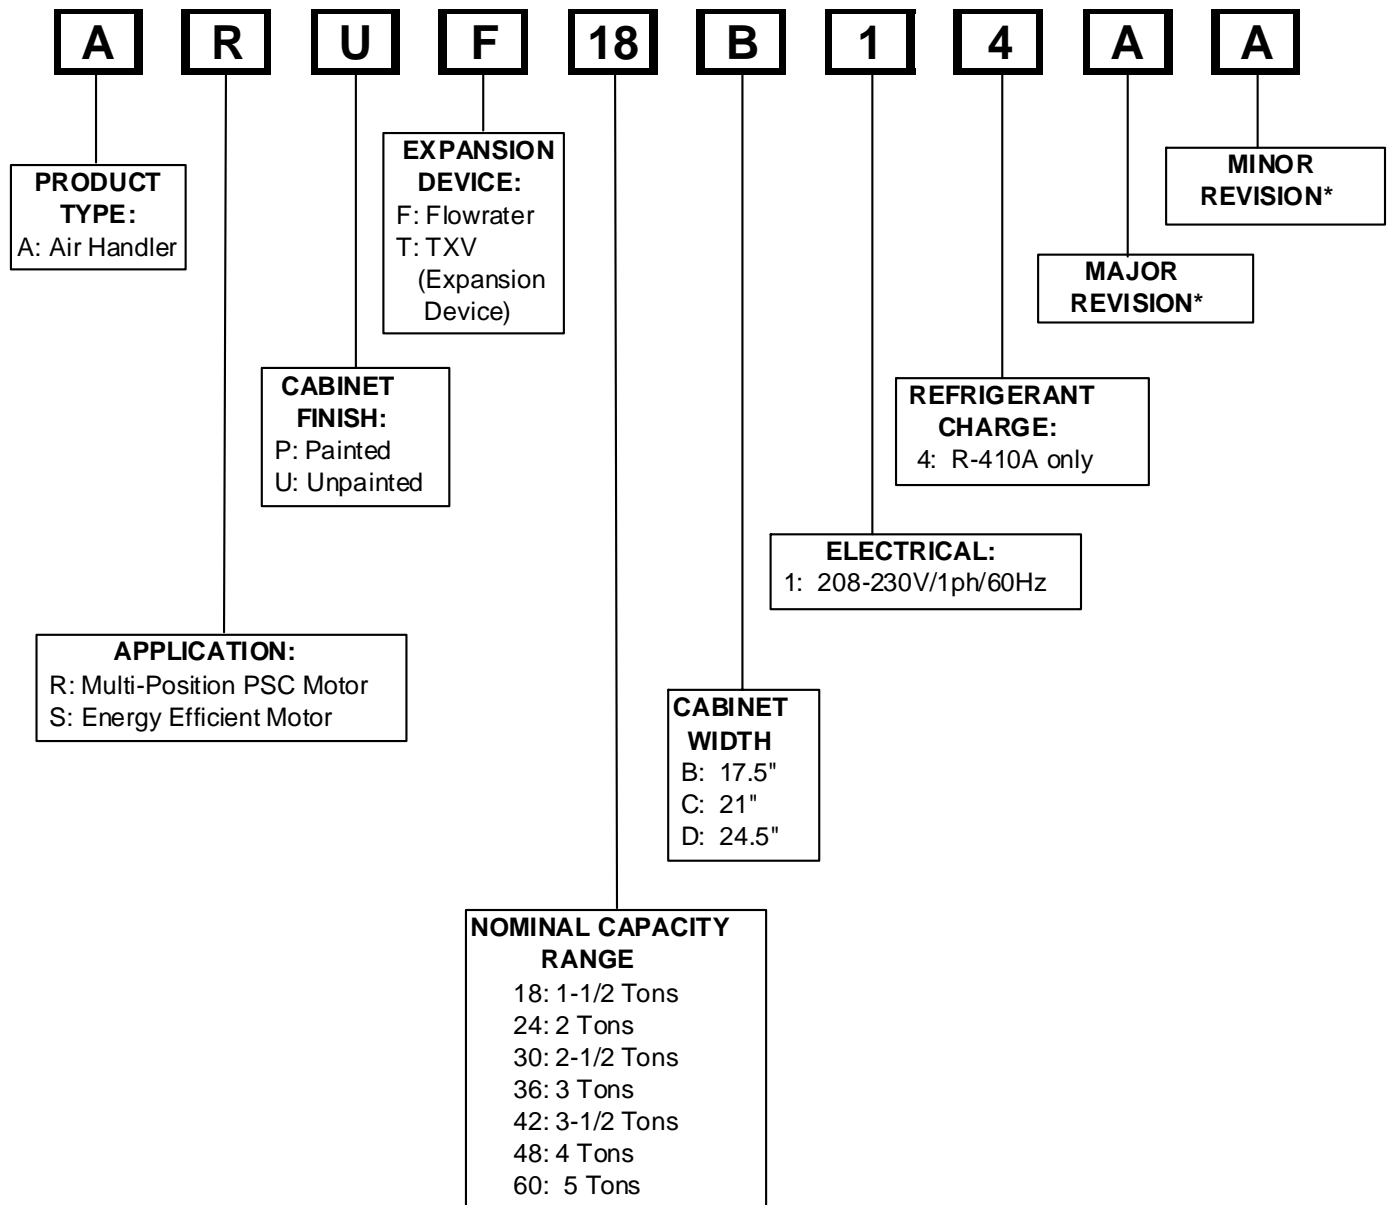 A R U F 18 B 1 4 A A
PRODUCT
TYPE:
A: Air Handler
EXPANSION
DEVICE:
F: Flowrater
T: TXV
(Expansion
Device)
MINOR
REVISION*
MAJOR
REVISION*
CABINET
FINISH:
P: Painted
U: Unpainted
REFRIGERANT
CHARGE:
4: R-410A only
ELECTRICAL:
1: 208-230V/1ph/60Hz
APPLICATION:
R: Multi-Position PSC Motor
S: Energy Efficient Motor
CABINET
WIDTH
B: 17.5"
C: 21"
D: 24.5"
NOMINAL CAPACITY
RANGE
18: 1-1/2 Tons
24: 2 Tons
30: 2-1/2 Tons
36: 3 Tons
42: 3-1/2 Tons
48: 4 Tons
60: 5 Tons